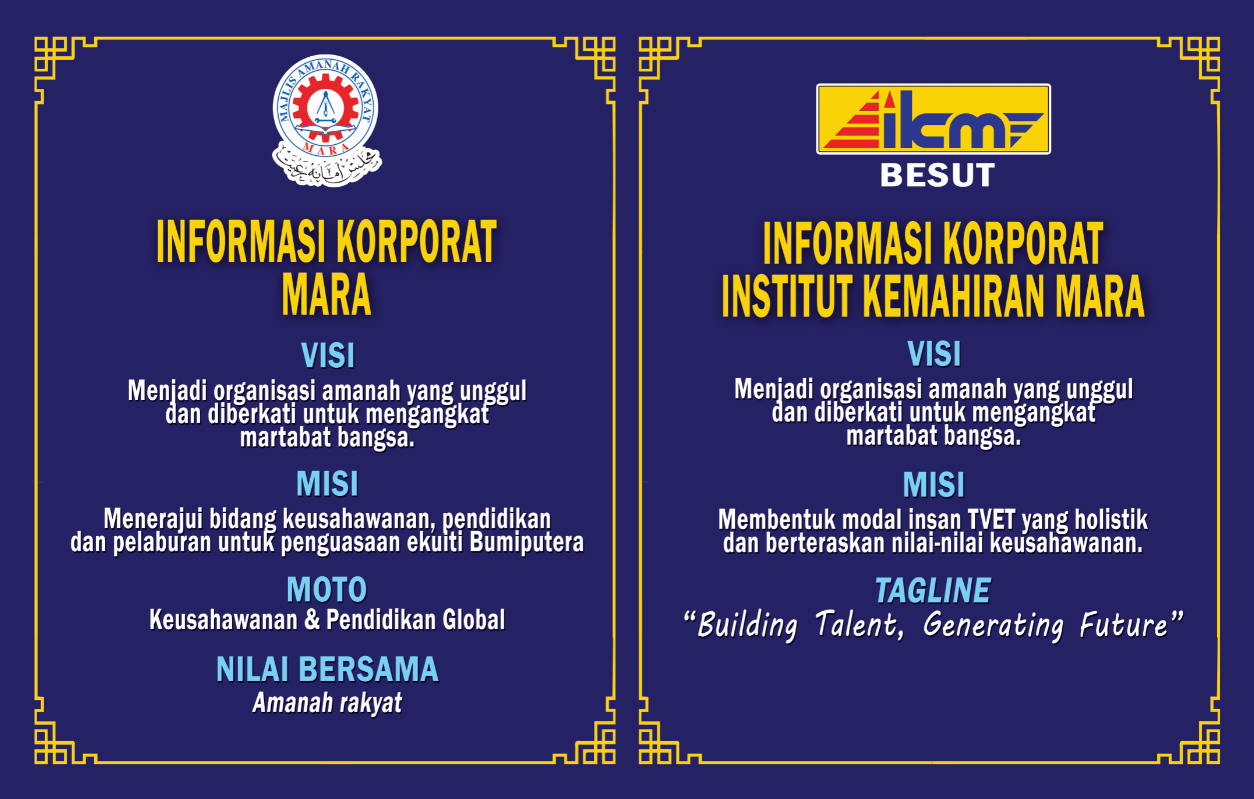 MAJLIS AMANAH RAKYAT
MARA
مجليس أمانه رعيت
INFORMASI KORPORAT
MARA
VISI
Menjadi organisasi amanah yang unggul
dan diberkati untuk mengangkat
martabat bangsa.
MISI
Menerajui bidang keusahawanan, pendidikan
dan pelaburan untuk penguasaan ekuiti Bumiputera
MOTO
Keusahawanan & Pendidikan Global
NILAI BERSAMA
Amanah rakyat
ikm
BESUT
INFORMASI KORPORAT
INSTITUT KEMAHIRAN MARA
VISI
Menjadi organisasi amanah yang unggul
dan diberkati untuk mengangkat
martabat bangsa.
MISI
Membentuk modal insan TVET yang holistik
dan berteraskan nilai-nilai keusahawanan.
TAGLINE
“Building Talent, Generating Future”